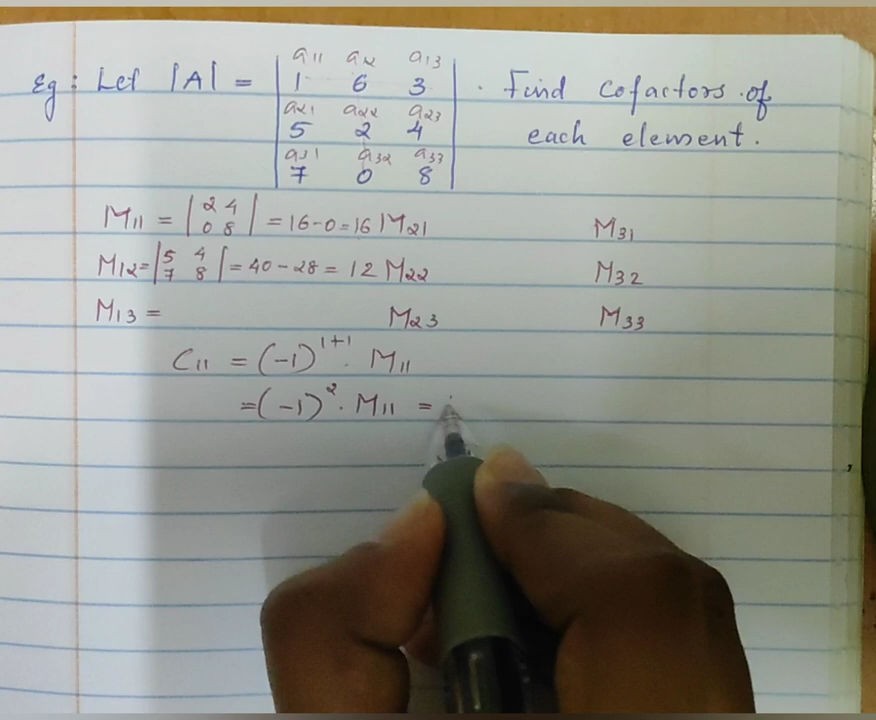 a11 a12 a13
Eg: Let |A| = | 1 6 3 | . Find cofactors of
a21 a22 a23
5 2 4 each element.
a31 a32 a33
7 0 8
M11 = | 2 4 0 8 | = 16-0=16 M21 M31
M12= | 5 4 7 8 | = 40-28 = 12 M22 M32
M13 = M23 M33
C11 = (-1)^1+1 . M11
=(-1)^2 . M11 =